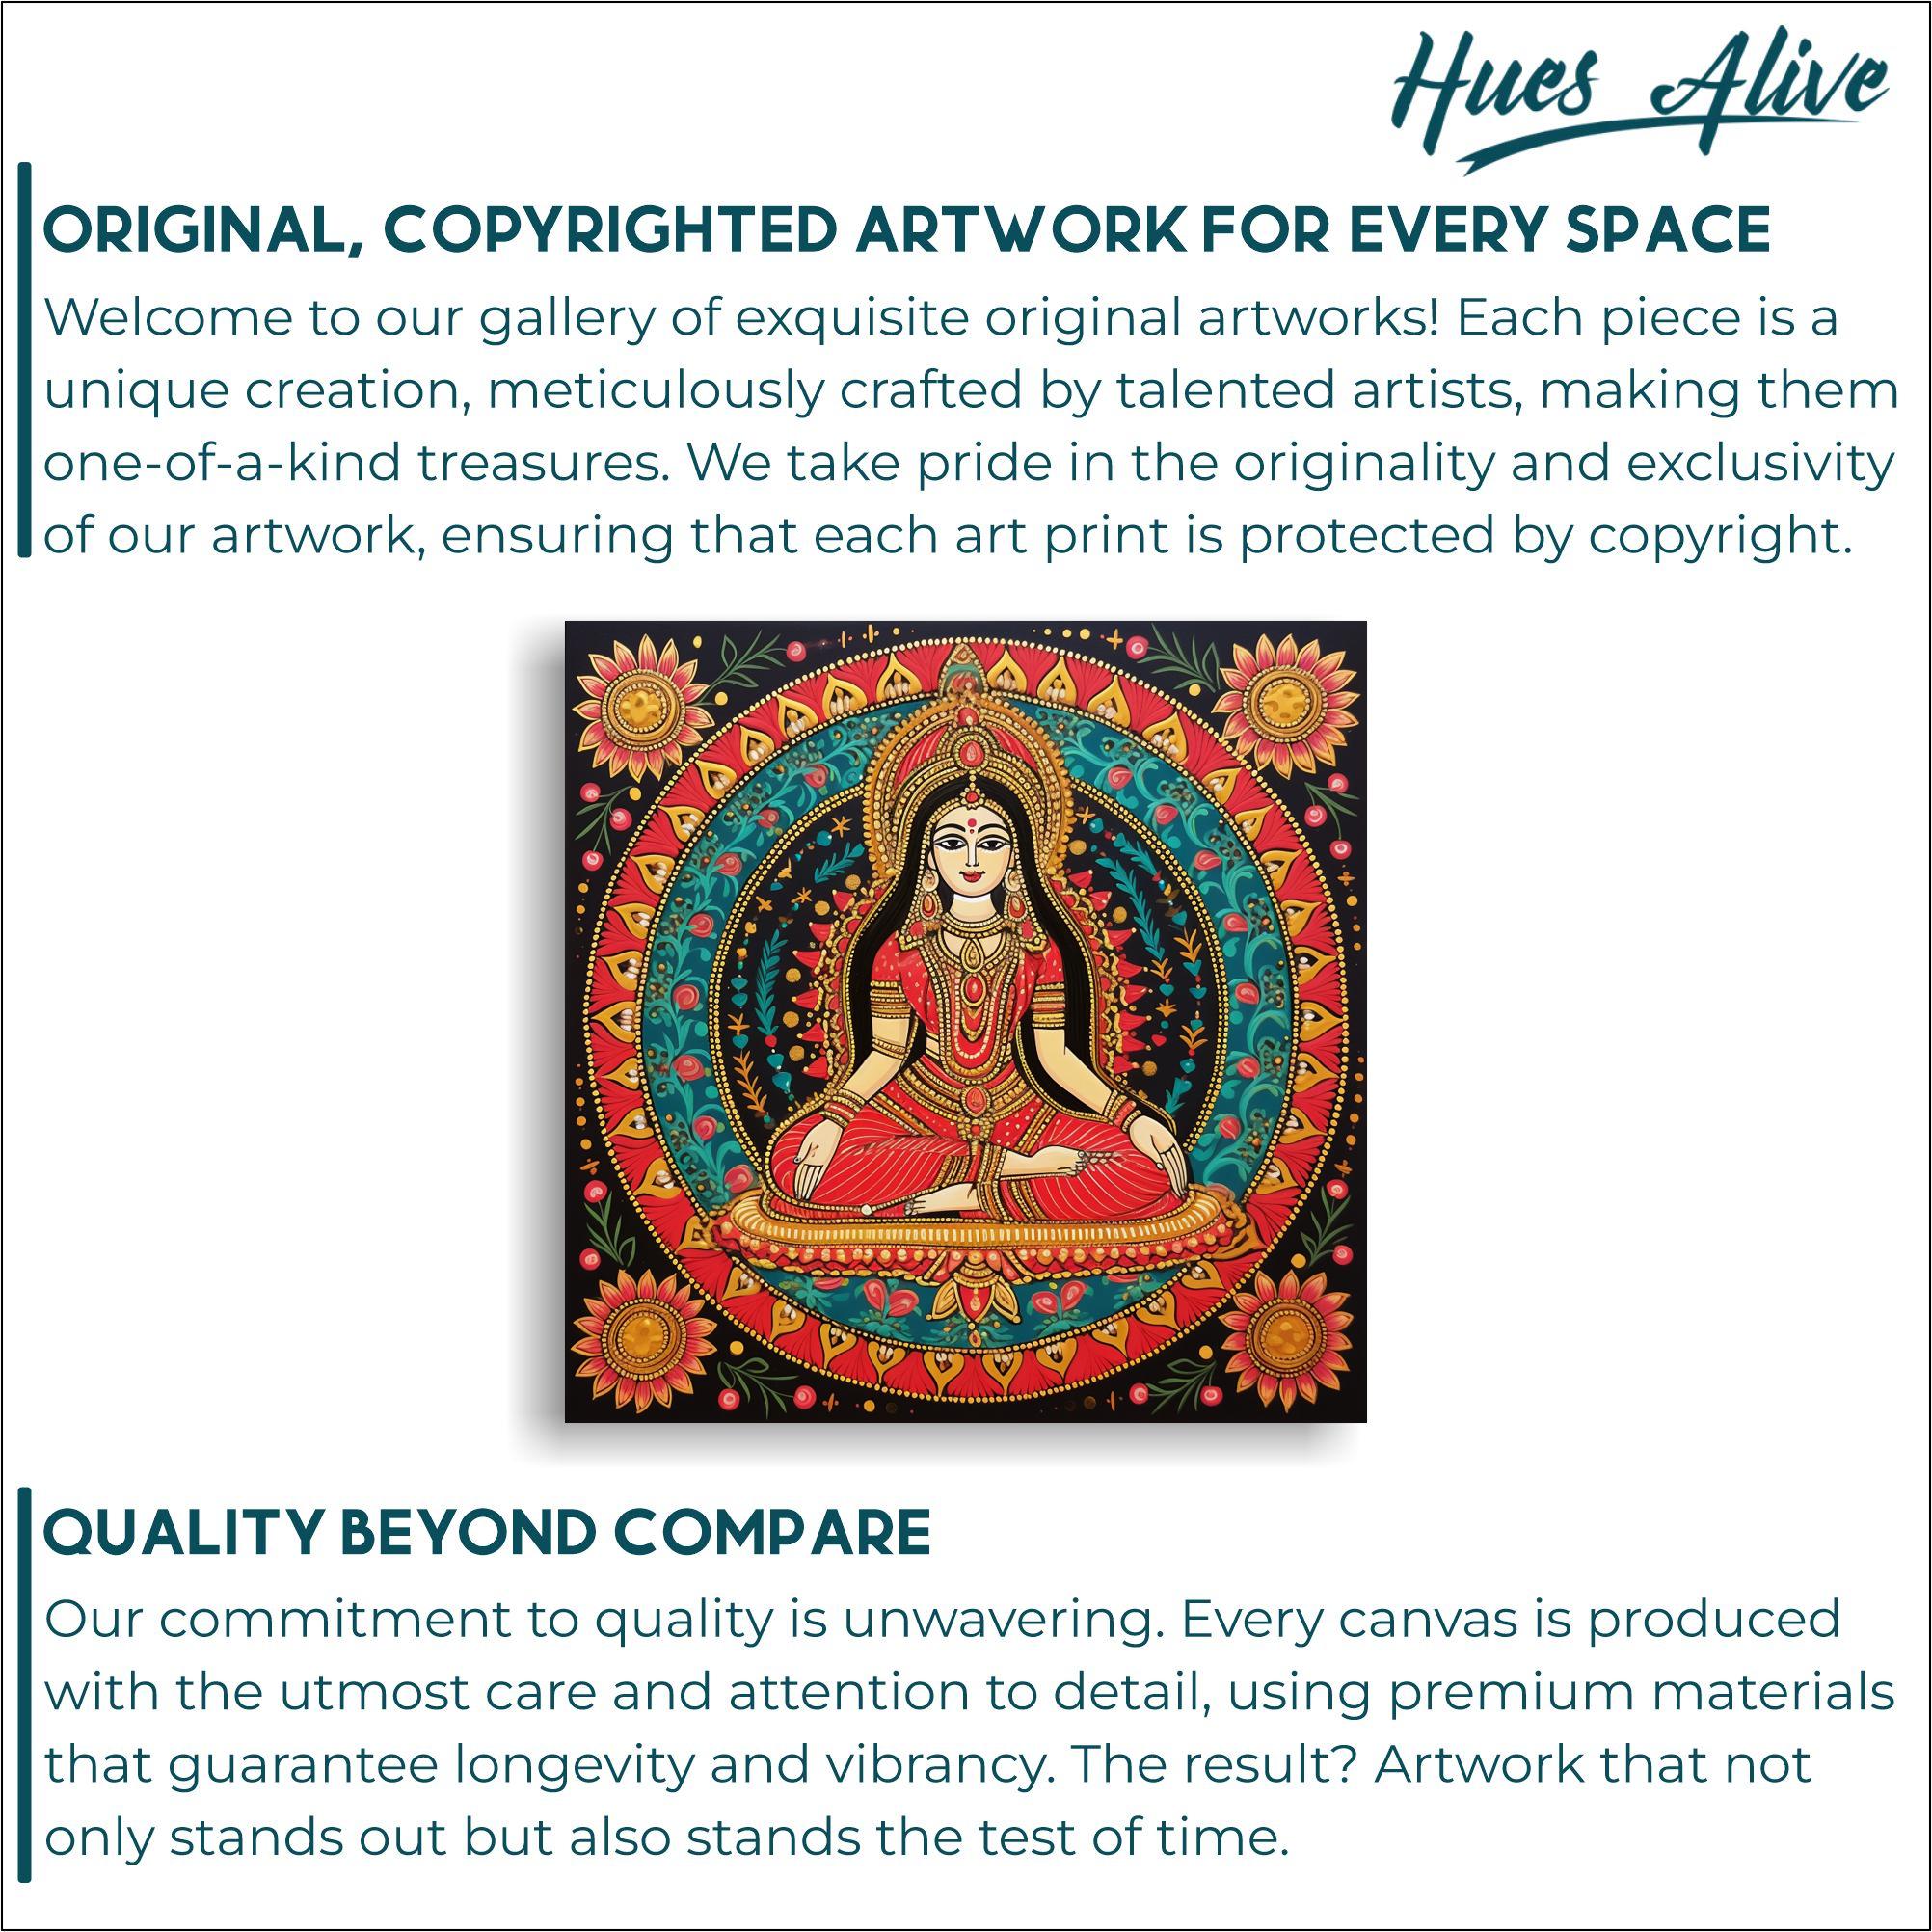 Hues Alive
ORIGINAL, COPYRIGHTED ARTWORK FOR EVERY SPACE
Welcome to our gallery of exquisite original artworks! Each piece is a
unique creation, meticulously crafted by talented artists, making them
one-of-a-kind treasures. We take pride in the originality and exclusivity
of our artwork, ensuring that each art print is protected by copyright.
QUALITY BEYOND COMPARE
Our commitment to quality is unwavering. Every canvas is produced
with the utmost care and attention to detail, using premium materials
that guarantee longevity and vibrancy. The result? Artwork that not
only stands out but also stands the test of time.